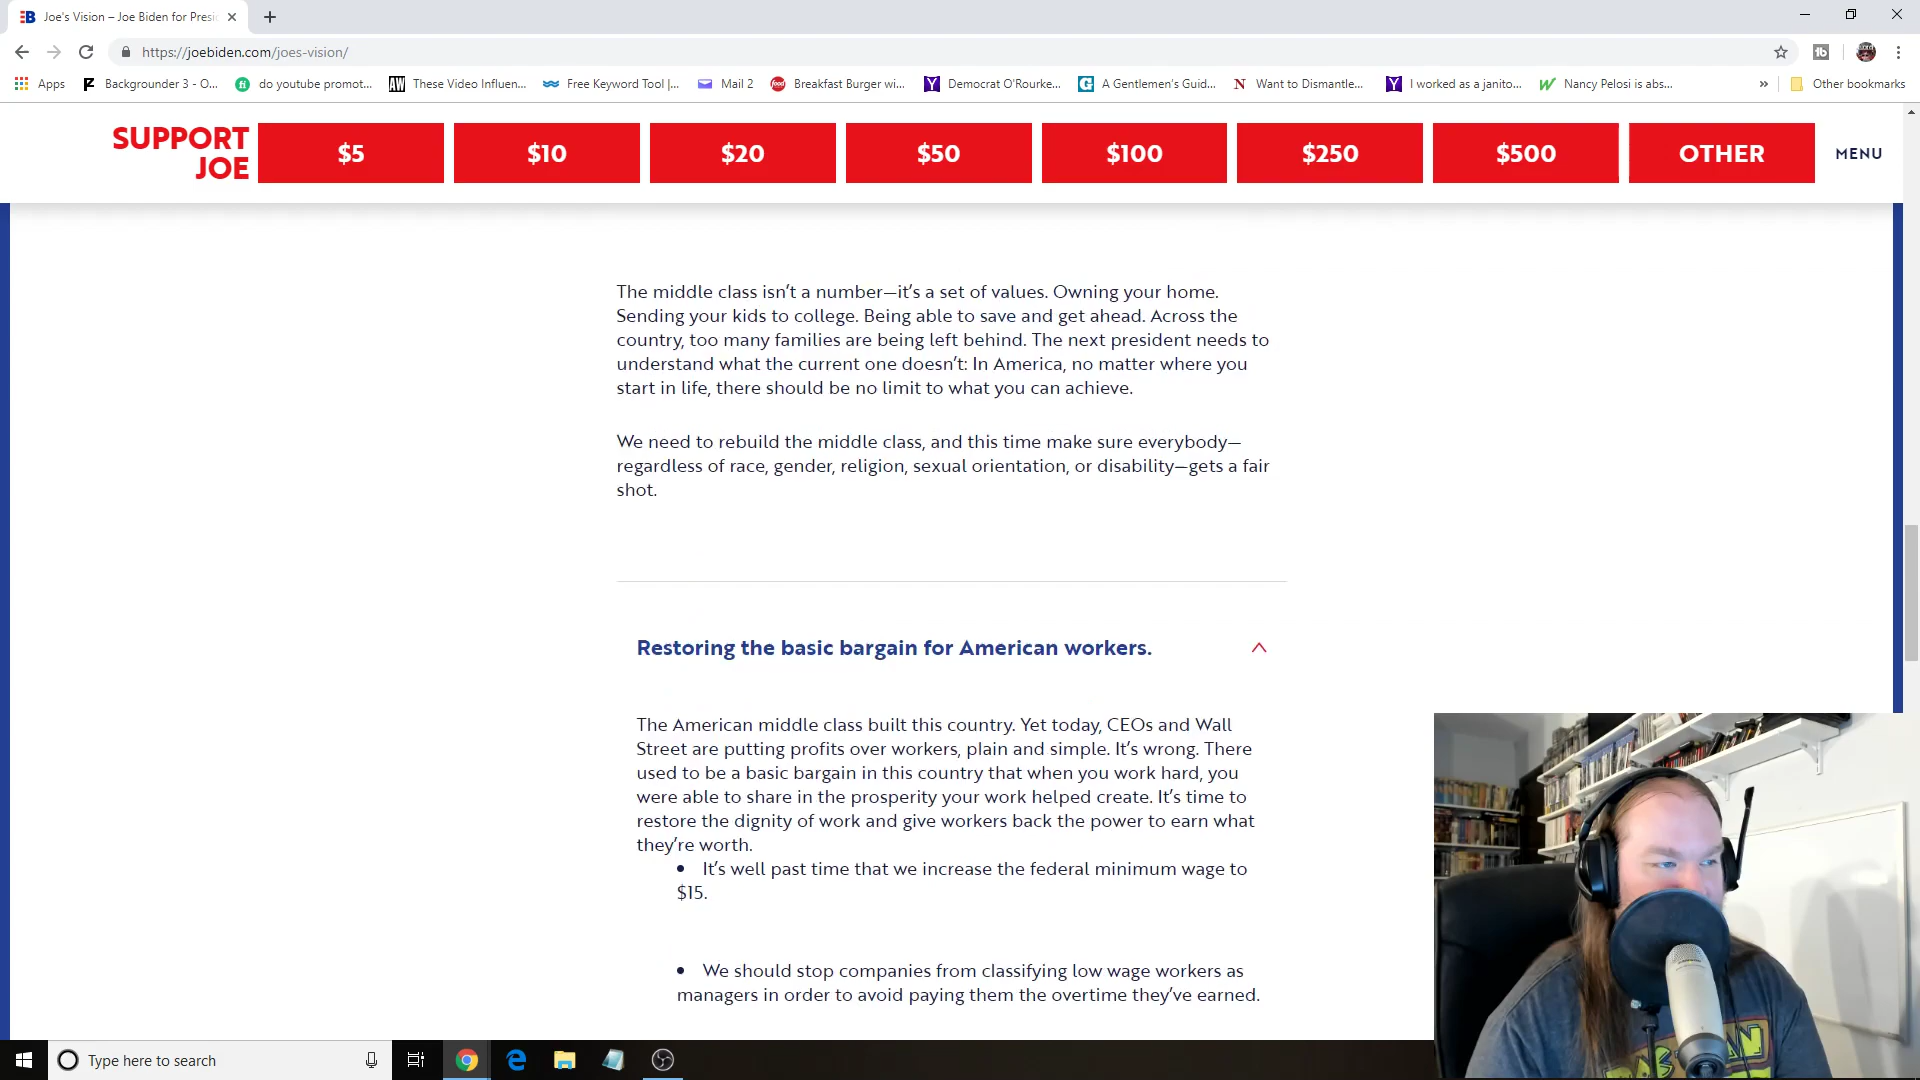 Joe's Vision – Joe Biden for Presi
https://joebiden.com/joes-vision/
Apps
Backgrounder 3 - O...
do youtube promot...
These Video Influen...
Free Keyword Tool |...
Mail 2
Breakfast Burger wi...
Democrat O'Rourke...
A Gentlemen's Guid...
Want to Dismantle...
I worked as a janito...
Nancy Pelosi is abs...
Other bookmarks
SUPPORT
JOE
$5
$10
$20
$50
$100
$250
$500
OTHER
MENU
The middle class isn't a number—it's a set of values. Owning your home.
Sending your kids to college. Being able to save and get ahead. Across the
country, too many families are being left behind. The next president needs to
understand what the current one doesn't: In America, no matter where you
start in life, there should be no limit to what you can achieve.
We need to rebuild the middle class, and this time make sure everybody—
regardless of race, gender, religion, sexual orientation, or disability—gets a fair
shot.
Restoring the basic bargain for American workers.
The American middle class built this country. Yet today, CEOs and Wall
Street are putting profits over workers, plain and simple. It's wrong. There
used to be a basic bargain in this country that when you work hard, you
were able to share in the prosperity your work helped create. It's time to
restore the dignity of work and give workers back the power to earn what
they're worth.
• It's well past time that we increase the federal minimum wage to
$15.
• We should stop companies from classifying low wage workers as
managers in order to avoid paying them the overtime they've earned.
Type here to search